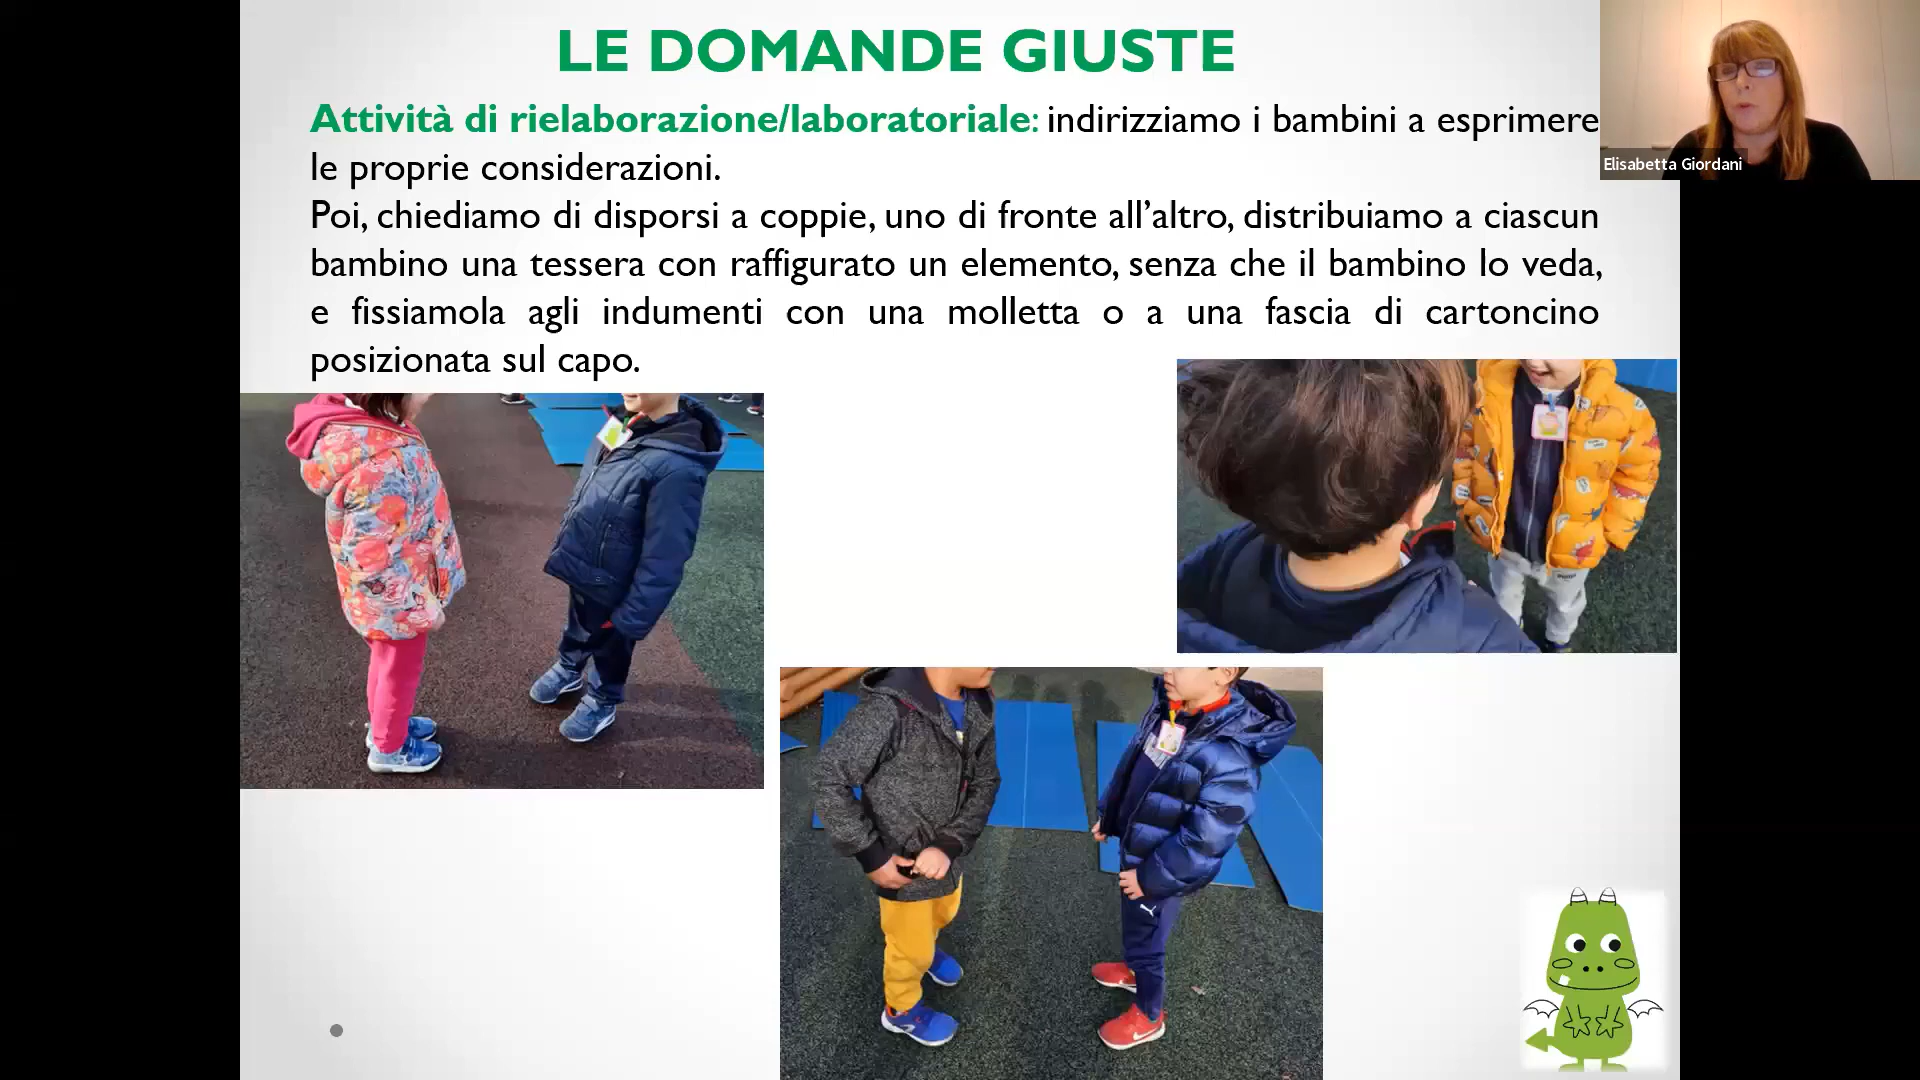 LE DOMANDE GIUSTE
Attività di rielaborazione/laboratoriale: indirizziamo i bambini a esprimere
le proprie considerazioni.
Poi, chiediamo di disporsi a coppie, uno di fronte all’altro, distribuiamo a ciascun
bambino una tessera con raffigurato un elemento, senza che il bambino lo veda,
e fissiamola agli indumenti con una molletta o a una fascia di cartoncino
posizionata sul capo.
Elisabetta Giordani